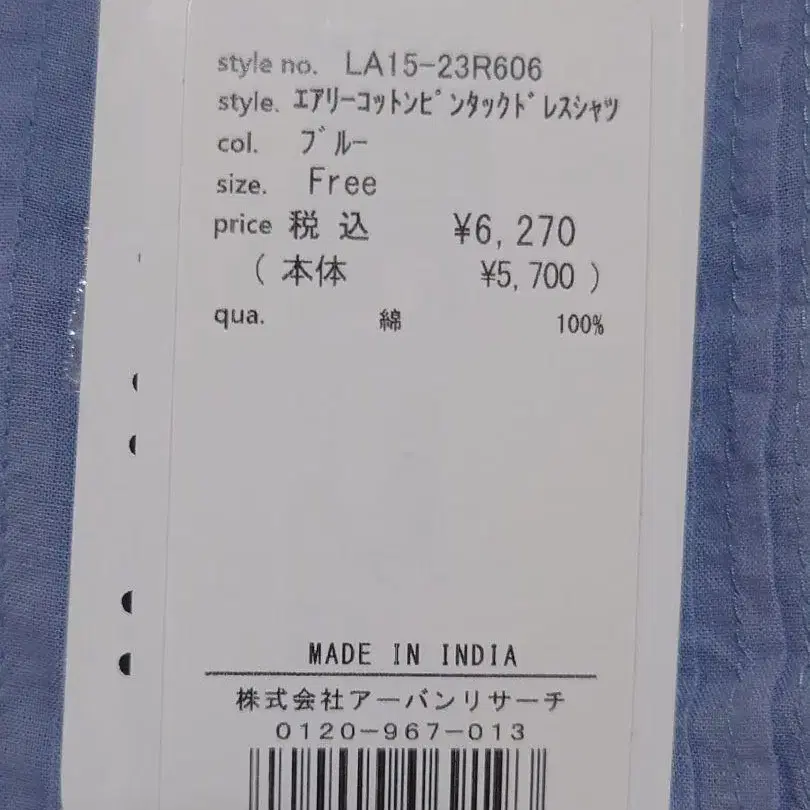 style no. LA15-23R606
style. エアリーコットンピンタックドレスシャツ
col. ブルー
size. Free
price 税込 ¥6,270
( 本体 ¥5,700 )
qua. 綿 100%
MADE IN INDIA
株式会社アーバンリサーチ
0120-967-013